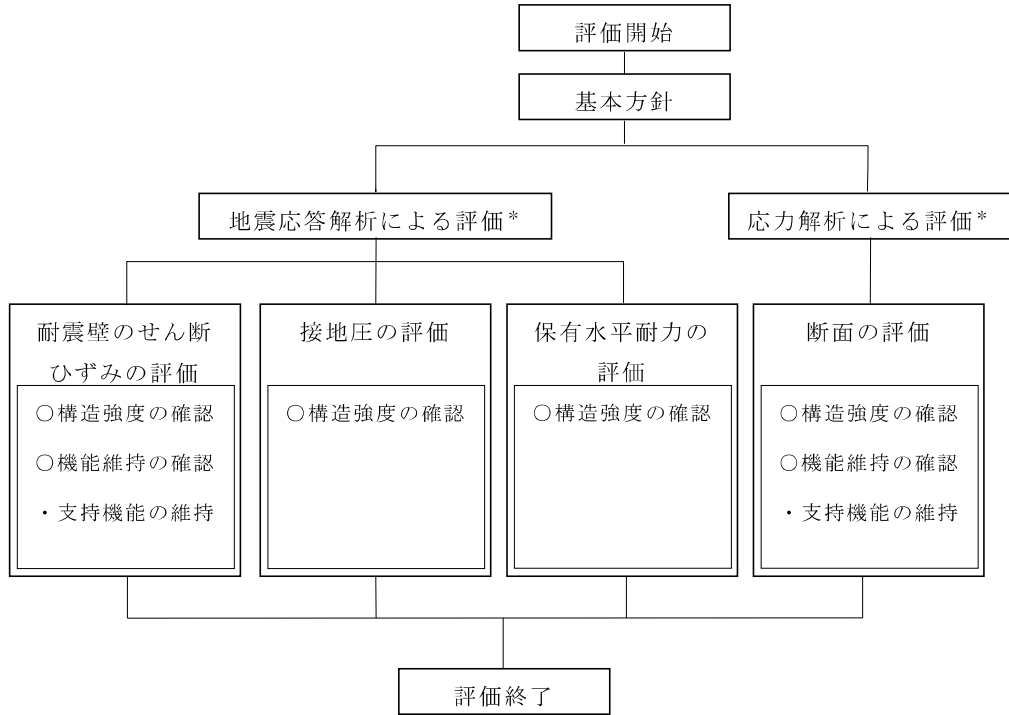 評価開始
基本方針
地震応答解析による評価*
応力解析による評価*
耐震壁のせん断
ひずみの評価
○構造強度の確認
○機能維持の確認
・支持機能の維持
接地圧の評価
○構造強度の確認
保有水平耐力の
評価
○構造強度の確認
断面の評価
○構造強度の確認
○機能維持の確認
・支持機能の維持
評価終了